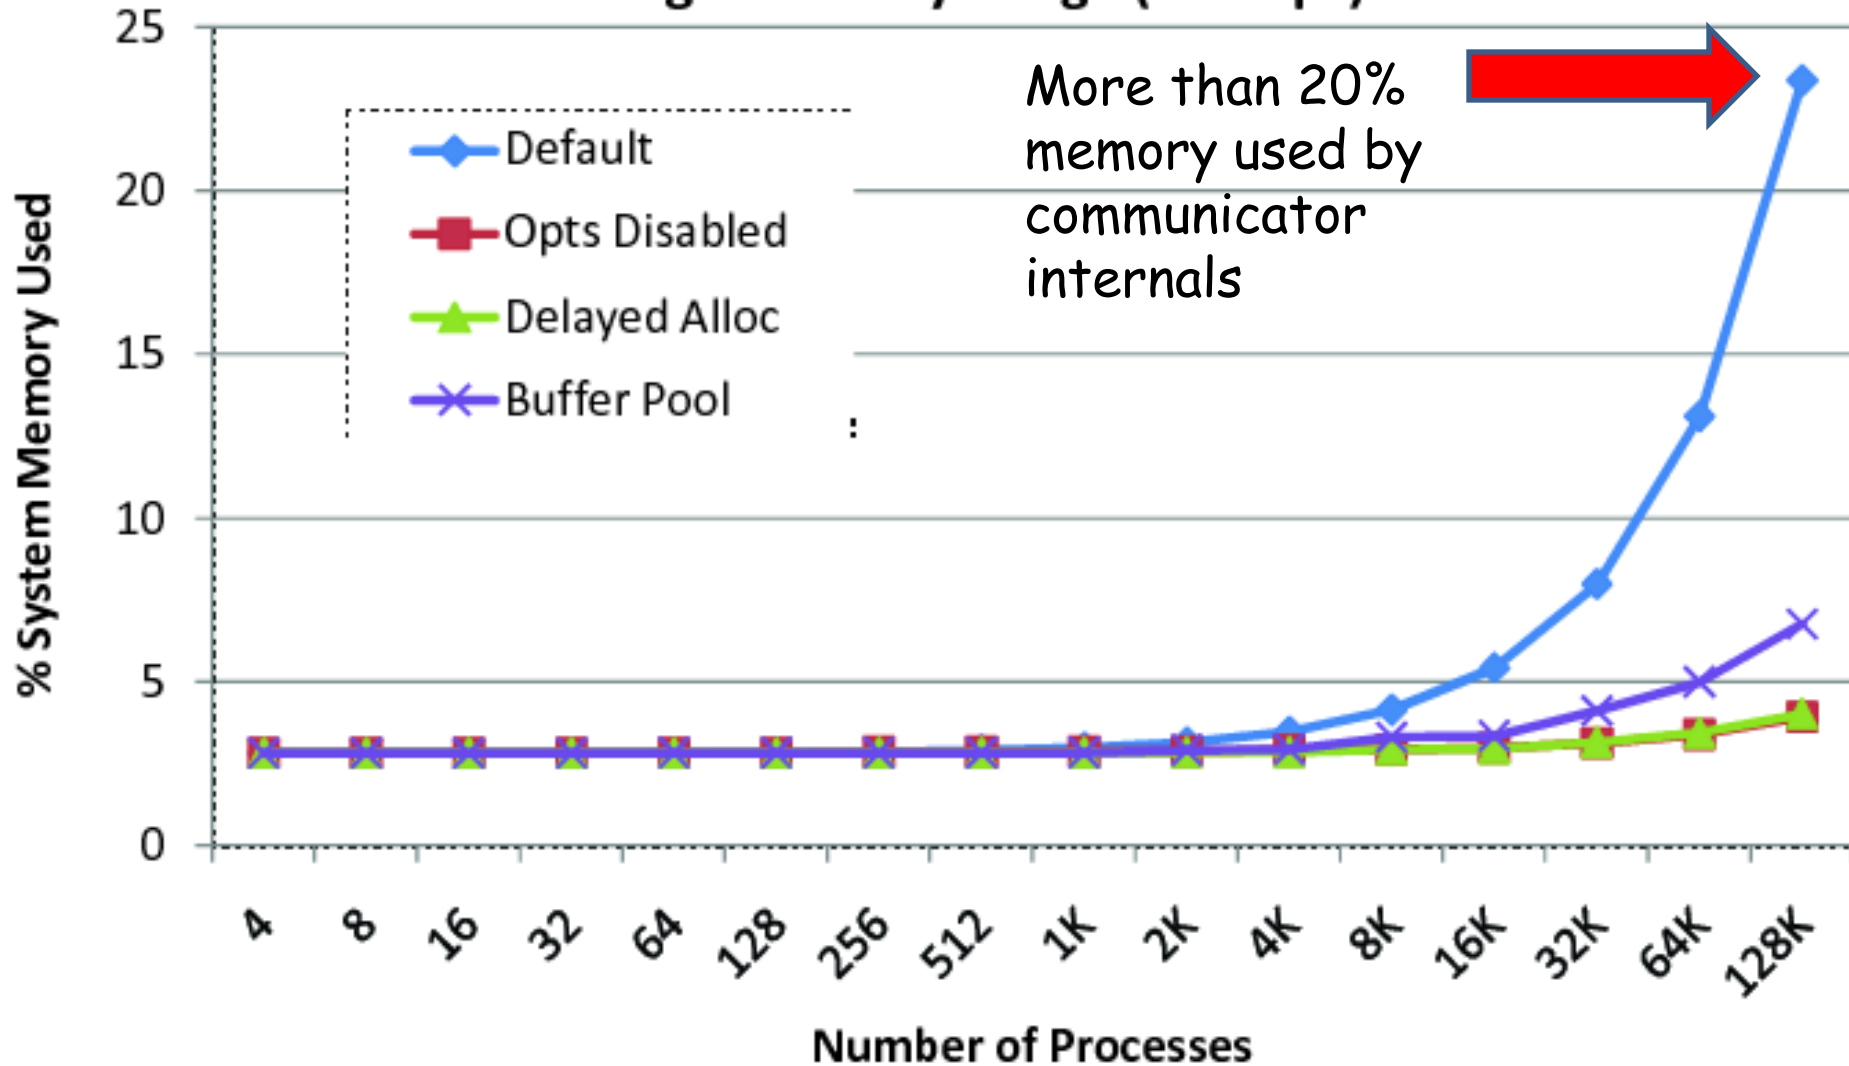 25
20
15
10
5
0
% System Memory Used
Default
Opts Disabled
Delayed Alloc
Buffer Pool
More than 20%
memory used by
communicator
internals
4 8 16 32 64 128 256 512 1K 2K 4K 8K 16K 32K 64K 128K
Number of Processes